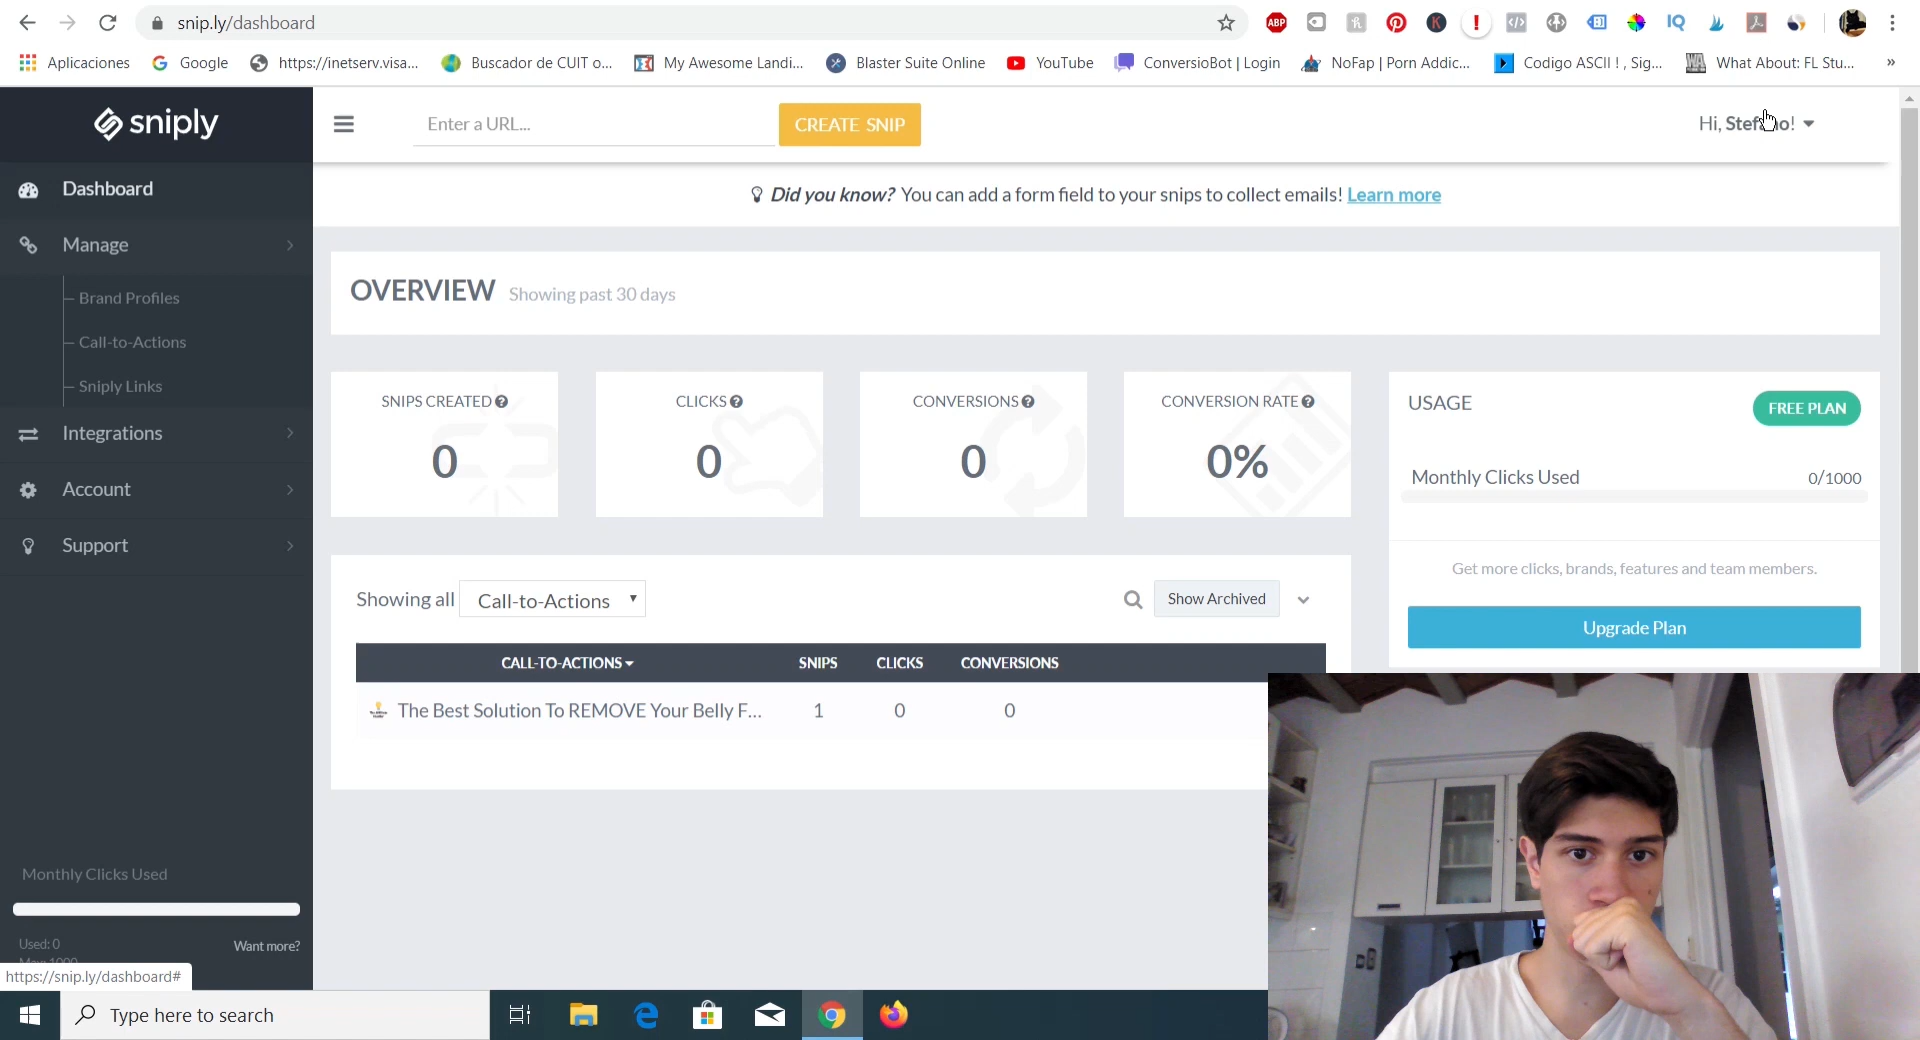 snip.ly/dashboard
ABP
Aplicaciones
Google
https://inetserv.visa...
Buscador de CUIT o...
My Awesome Landi...
Blaster Suite Online
YouTube
ConversioBot | Login
NoFap | Porn Addic...
Codigo ASCII ! , Sig...
What About: FL Stu...
sniply
Enter a URL...
CREATE SNIP
Hi,
Dashboard
Did you know? You can add a form field to your snips to collect emails! Learn more
Manage
Brand Profiles
Call-to-Actions
Sniply Links
Integrations
Account
Support
OVERVIEW Showing past 30 days
SNIPS CREATED
0
CLICKS
0
CONVERSIONS
0
CONVERSION RATE
0%
USAGE
FREE PLAN
Monthly Clicks Used
0/1000
Get more clicks, brands, features and team members.
Upgrade Plan
Showing all
Call-to-Actions
Show Archived
CALL-TO-ACTIONS SNIPS CLICKS CONVERSIONS
The Best Solution To REMOVE Your Belly F... 1 0 0
Monthly Clicks Used
Used: 0
Want more?
https://snip.ly/dashboard#
Type here to search